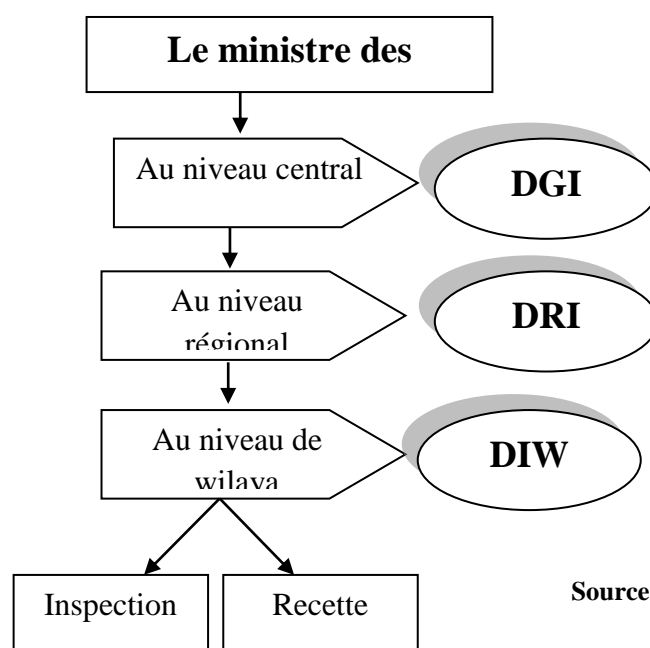 Le ministre des
Au niveau central
DGI
Au niveau
régional
DRI
Au niveau de
wilaya
DIW
Inspection
Recette
Source